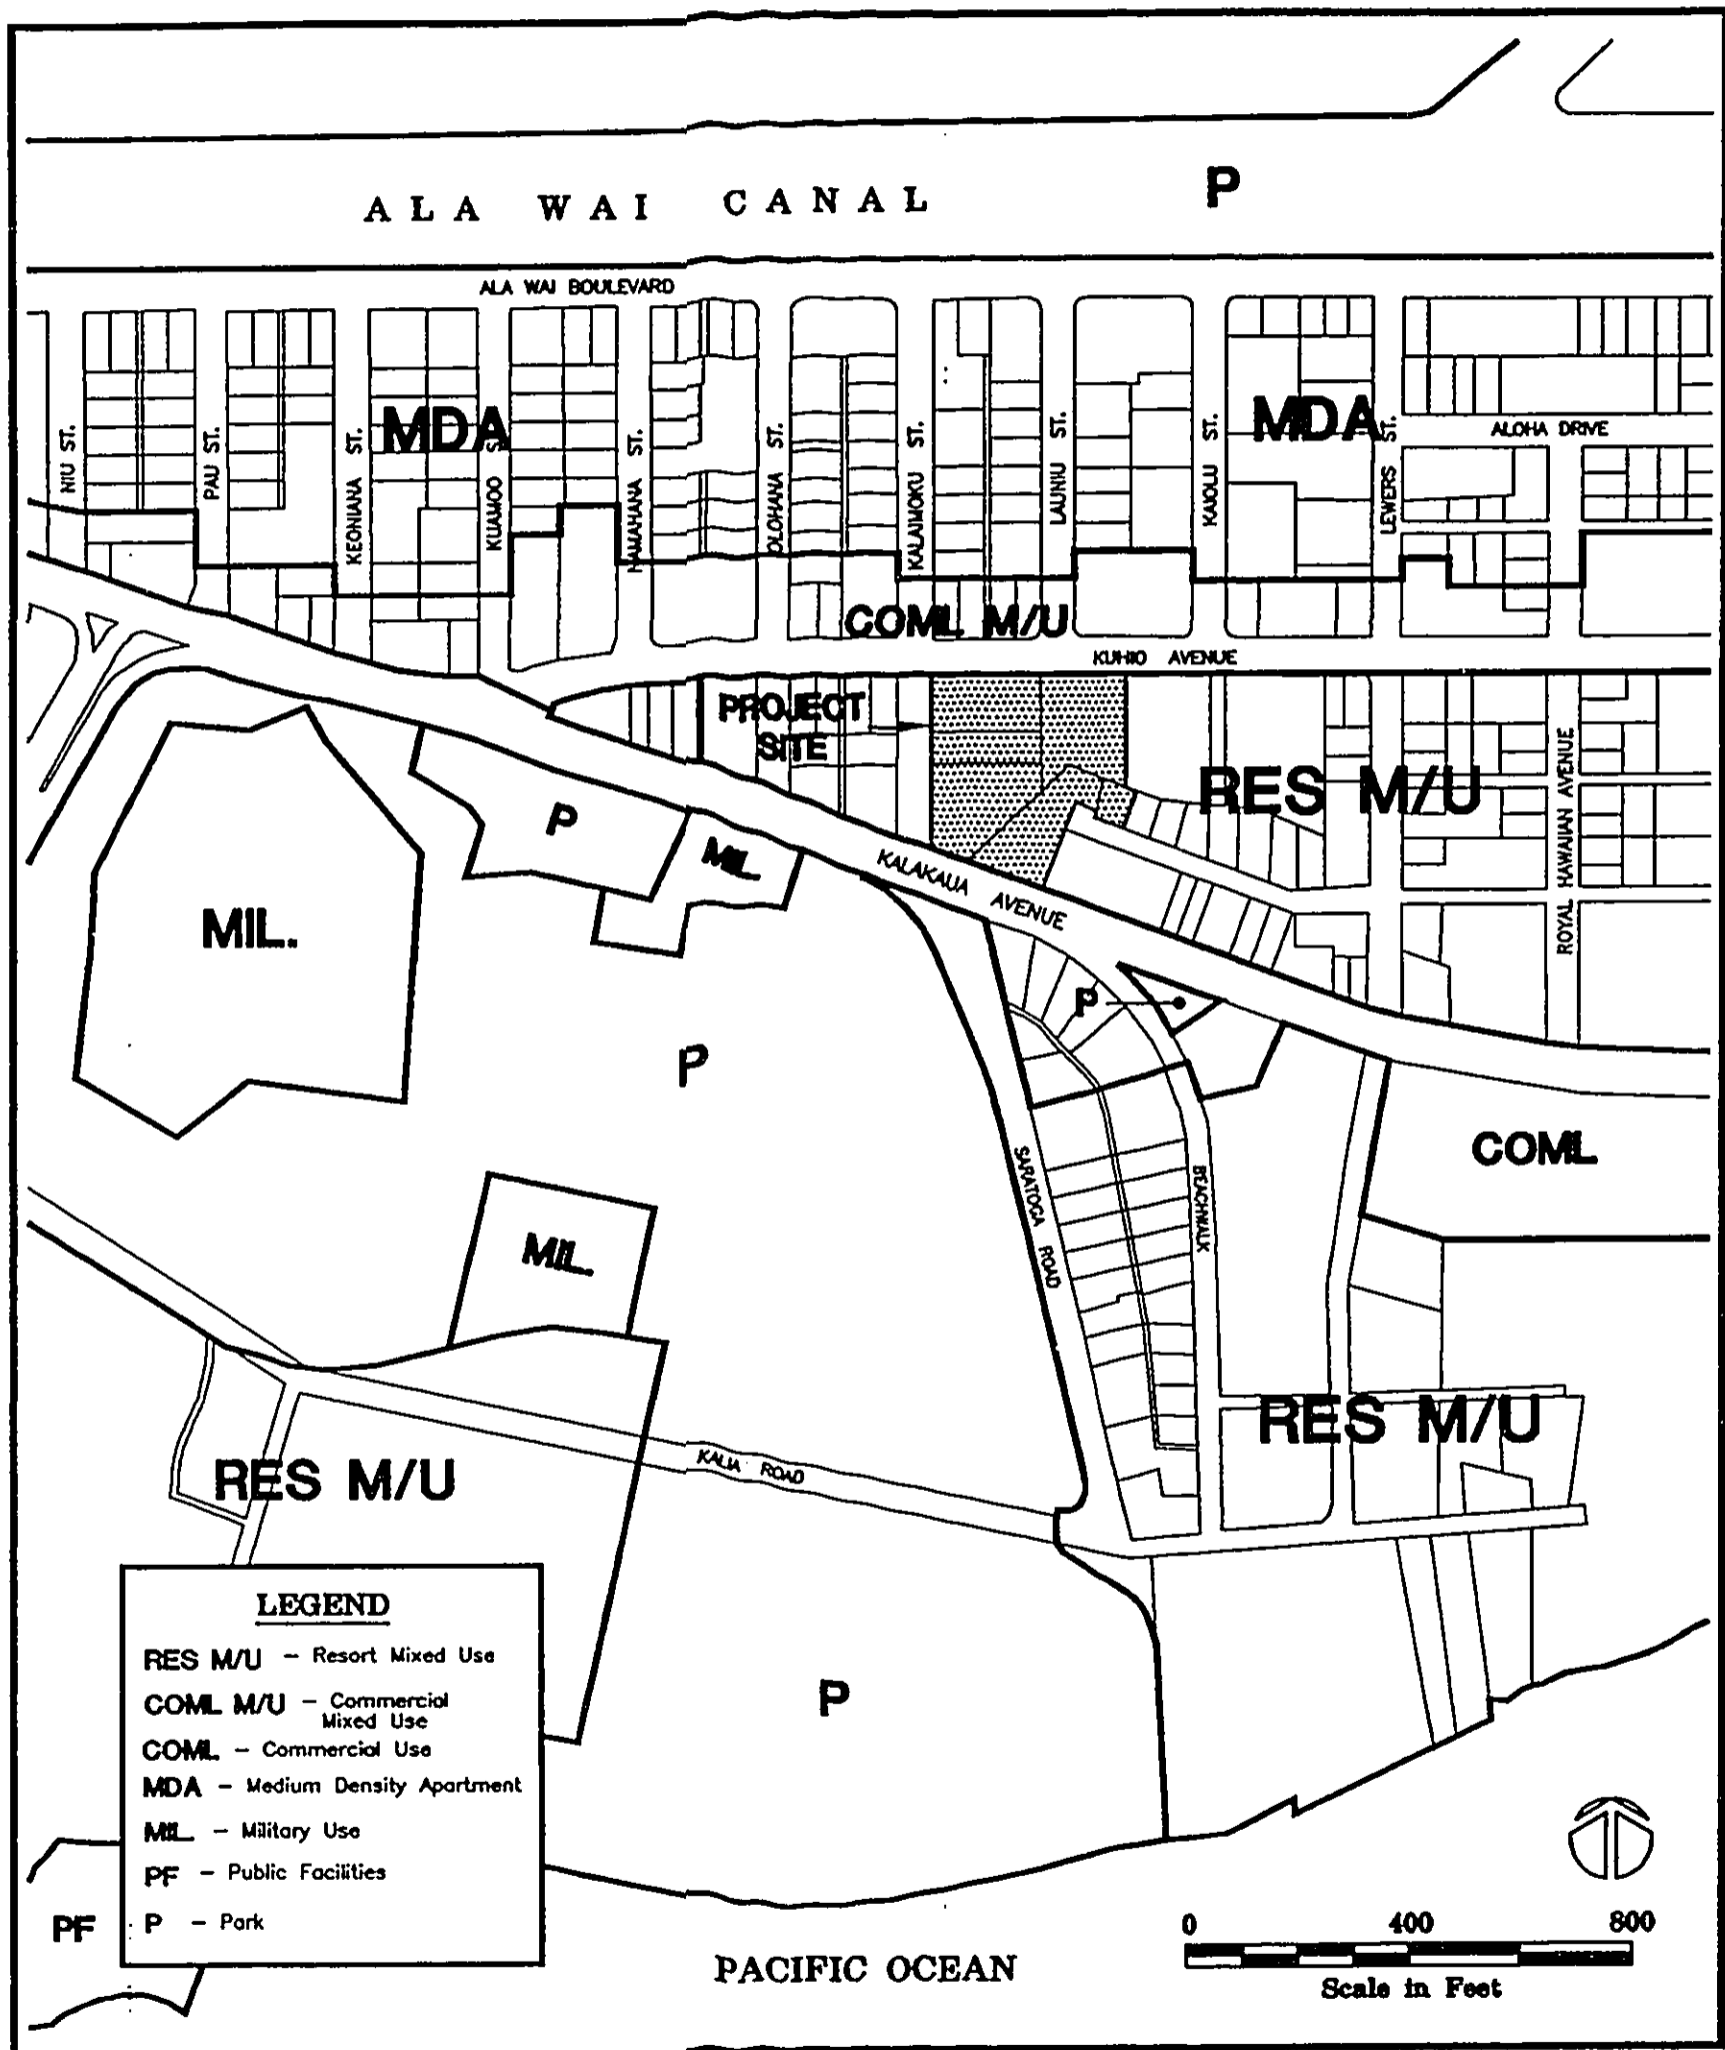 P
ALA WAI CANAL
ALA WAI BOULEVARD
MDA
MDA
NIU ST.
PAU ST.
KEONIANA ST.
KUAMOO ST.
NAMAHANA ST.
OLOHANA ST.
KALAIMOKU ST.
LAUNIU ST.
KAIOLU ST.
LEWERS ST.
ALOHA DRIVE
COML M/U
KUHIO AVENUE
PROJECT
SITE
RES M/U
ROYAL HAWAIIAN AVENUE
P
MIL.
KALAKAUA AVENUE
MIL.
P
P
COML
SARATOGA ROAD
BEACHWALK
MIL.
RES M/U
KALIA ROAD
RES M/U
LEGEND
RES M/U – Resort Mixed Use
COML M/U – Commercial
Mixed Use
COML – Commercial Use
MDA – Medium Density Apartment
MIL. – Military Use
PF – Public Facilities
P – Park
P
PF
0 400 800
Scale in Feet
PACIFIC OCEAN